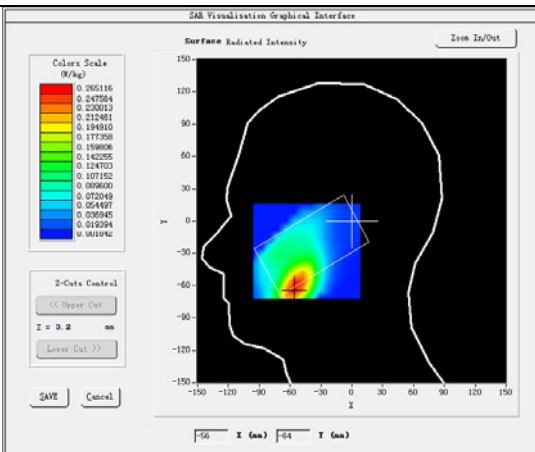 SAR Visualisation Graphical Interface
Surface Radiated Intensity
Zoom In/Out
Colors Scale
(W/kg)
0.265116
0.247564
0.230013
0.212461
0.194910
0.177358
0.159806
0.142255
0.124703
0.107152
0.089600
0.072049
0.054497
0.036945
0.019394
0.001842
Z-Cuts Control
<< Upper Cut
Z = 3.2 mm
Lower Cut >>
SAVE Cancel
150
120
90
60
30
Y 0
-30
-60
-90
-120
-150
-150 -120 -90 -60 -30 0 30 60 90 120 150
X
-56 X (mm) -64 Y (mm)